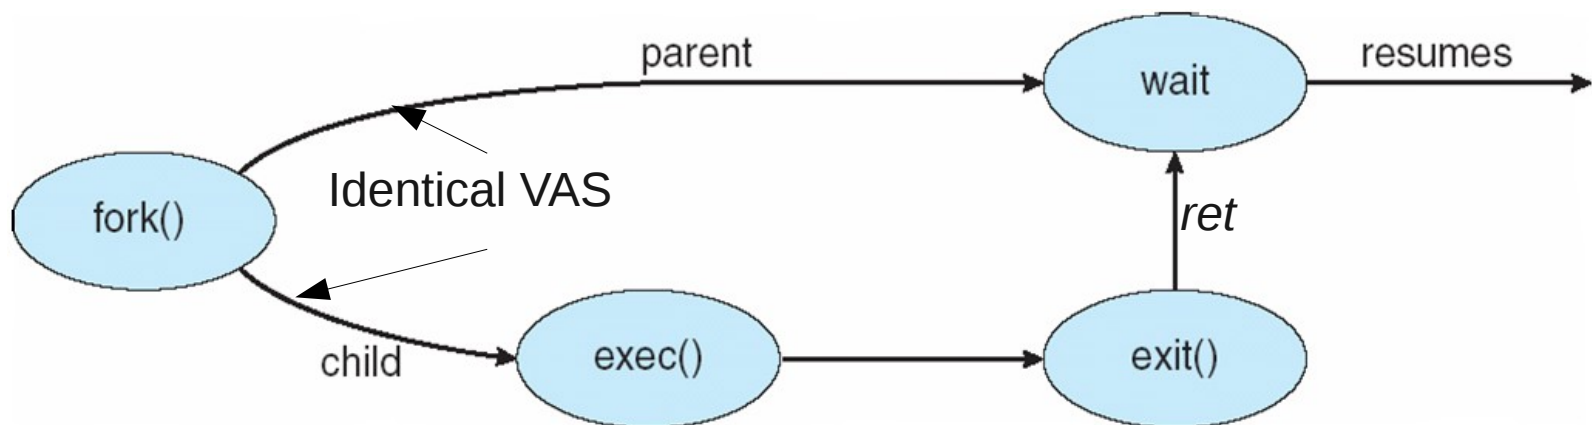 parent
wait
resumes
Identical VAS
fork()
ret
child
exec()
exit()